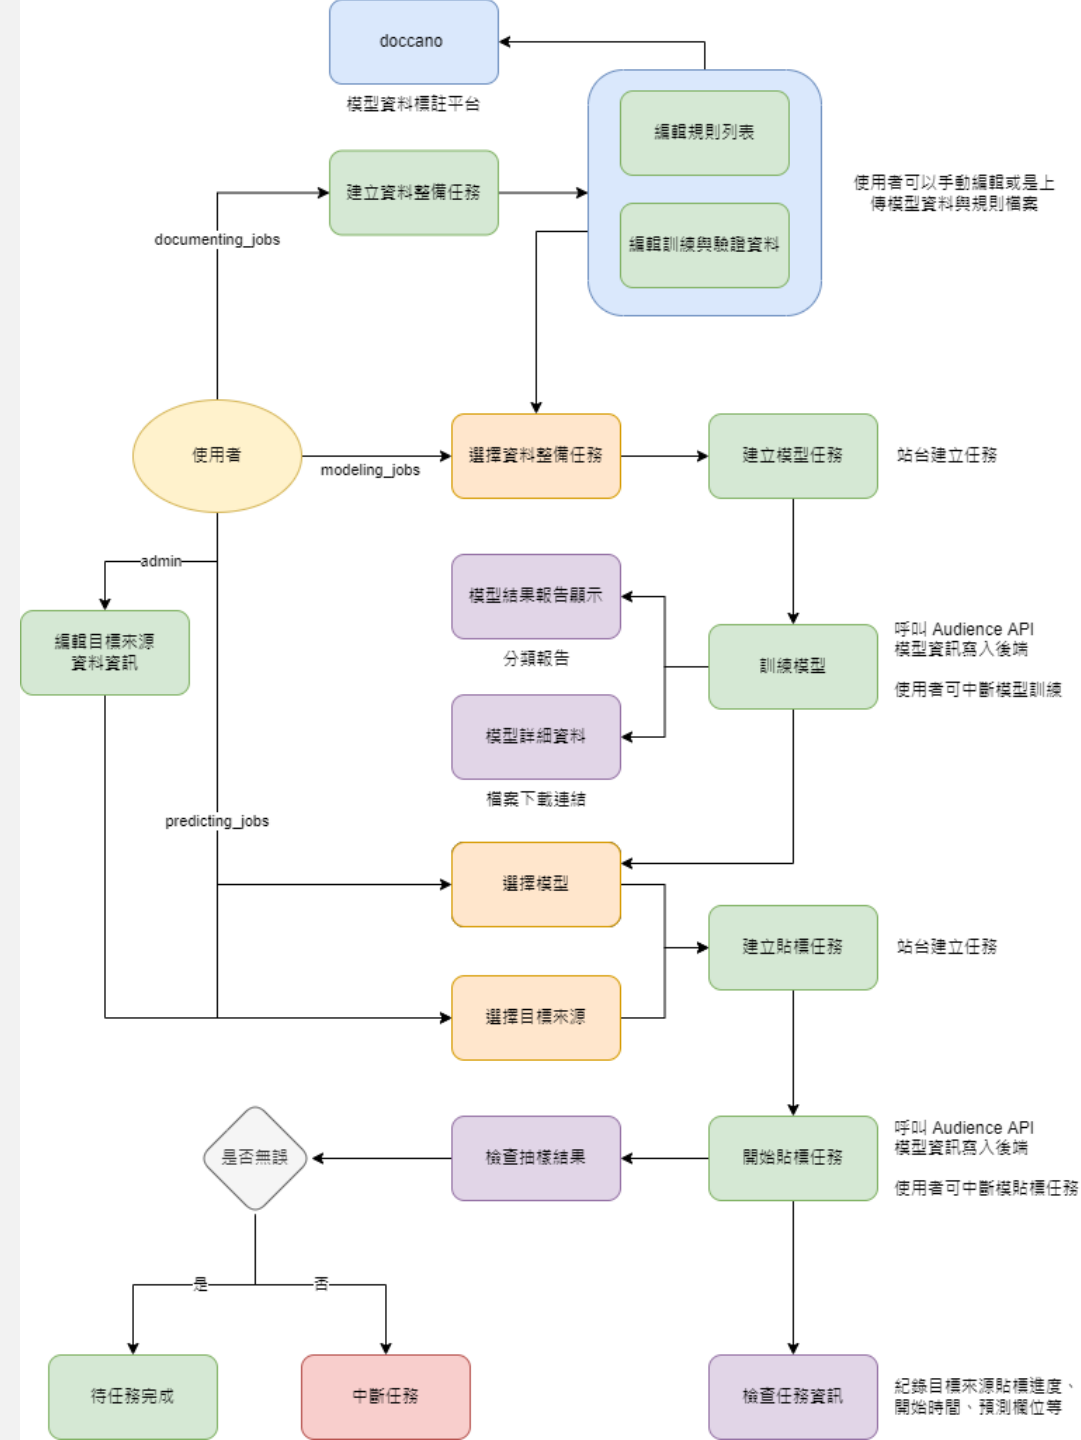 doccano
模型資料標註平台
編輯規則列表
建立資料整備任務
使用者可以手動編輯或是上
傳模型資料與規則檔案
documenting_jobs
編輯訓練與驗證資料
使用者
modeling_jobs
選擇資料整備任務
建立模型任務
站台建立任務
admin
編輯目標來源
資料資訊
模型結果報告顯示
分類報告
訓練模型
呼叫 Audience API
模型資訊寫入後端
使用者可中斷模型訓練
模型詳細資料
檔案下載連結
predicting_jobs
選擇模型
建立貼標任務
站台建立任務
選擇目標來源
是否無誤
檢查抽樣結果
開始貼標任務
呼叫 Audience API
模型資訊寫入後端
使用者可中斷模貼標任務
是
否
待任務完成
中斷任務
檢查任務資訊
紀錄目標來源貼標進度、
開始時間、預測欄位等